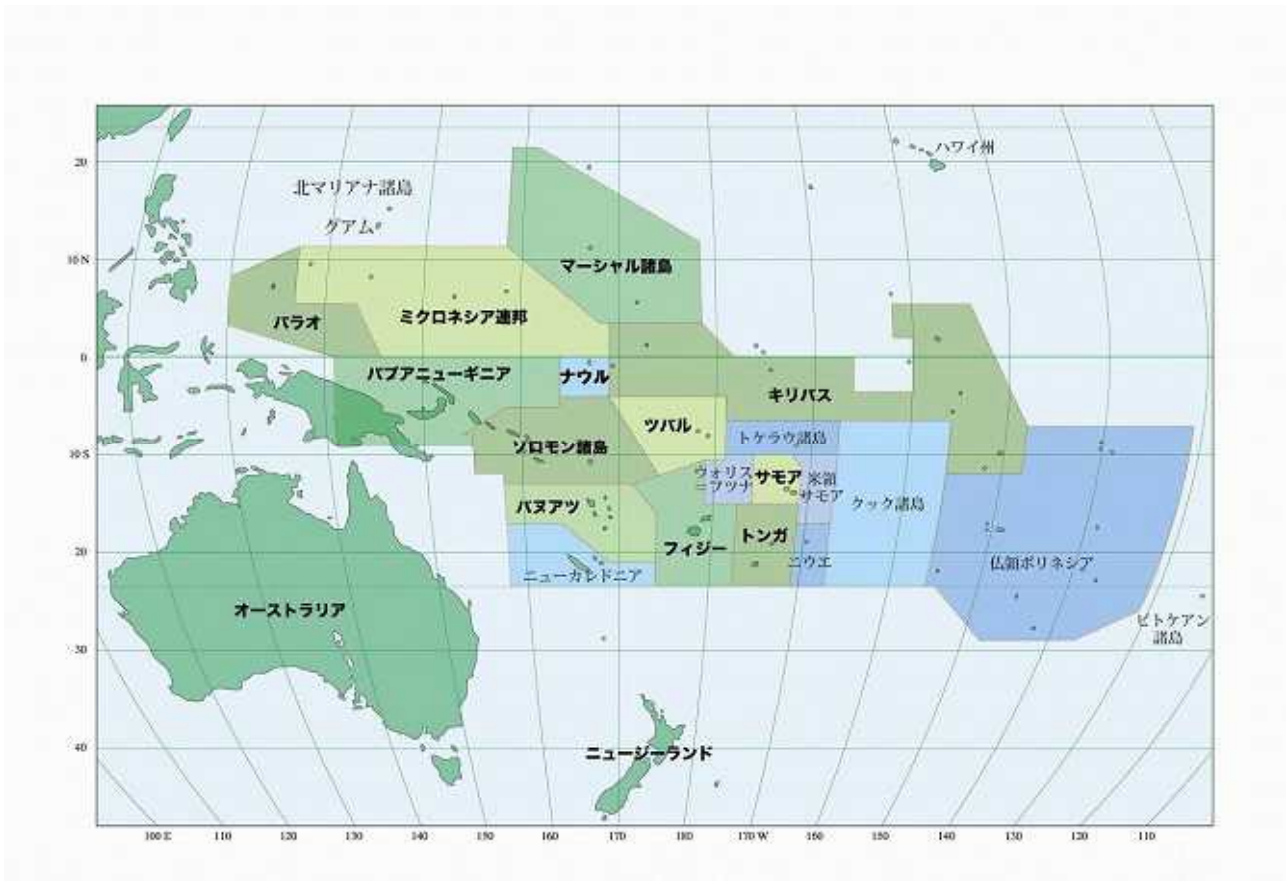 ハワイ州
20
北マリアナ諸島
グアム
10 N
マーシャル諸島
ミクロネシア連邦
パラオ
0
パプアニューギニア
ナウル
キリバス
ツバル
トケラウ諸島
ソロモン諸島
10 S
ウォリス
＝フツナ
サモア
米領
サモア
クック諸島
バヌアツ
フィジー
トンガ
20
ニウエ
仏領ポリネシア
ニューカレドニア
オーストラリア
ピトケアン
諸島
30
40
ニュージーランド
100 E
110
120
130
140
150
160
170
180
170 W
160
150
140
130
120
110